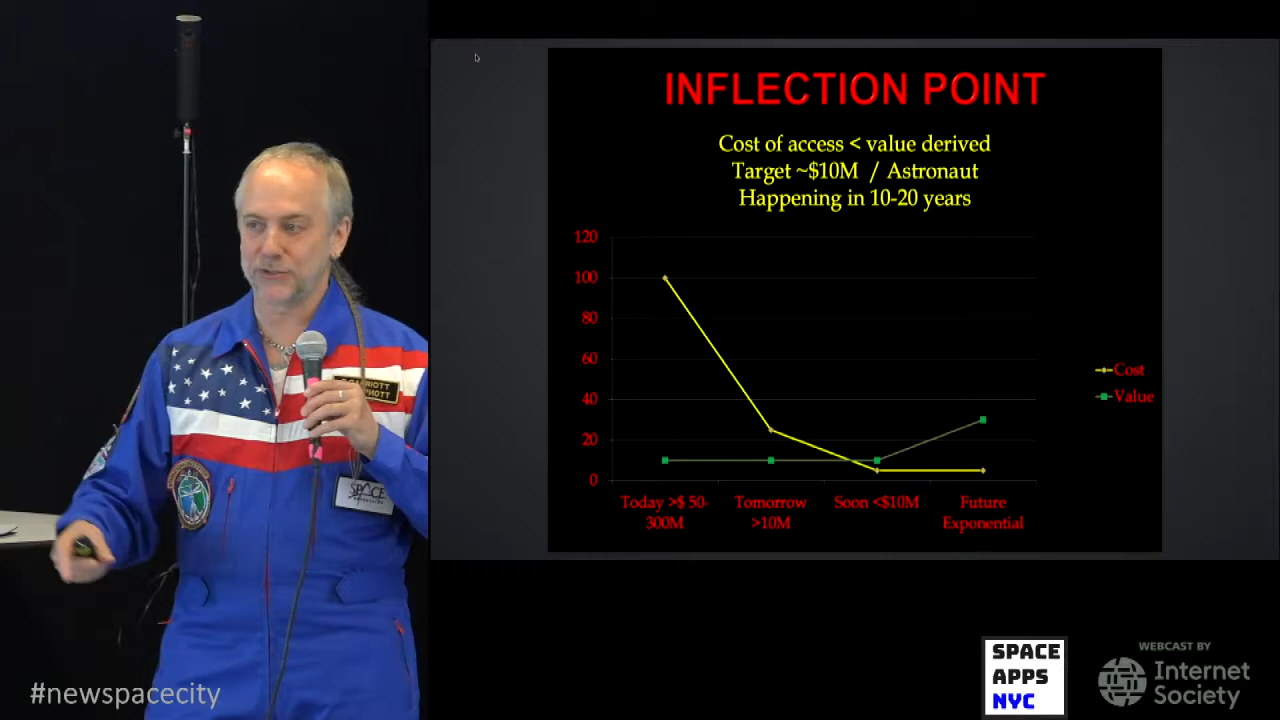 INFLECTION POINT
Cost of access < value derived
Target ~$10M / Astronaut
Happening in 10-20 years
120
100
80
60
40
20
0
Today >$ 50-
300M
Tomorrow
>10M
Soon <$10M
Future
Exponential
Cost
Value
SPACE
#newspacecity
SPACE
APPS
NYC
WEBCAST BY
Internet
Society